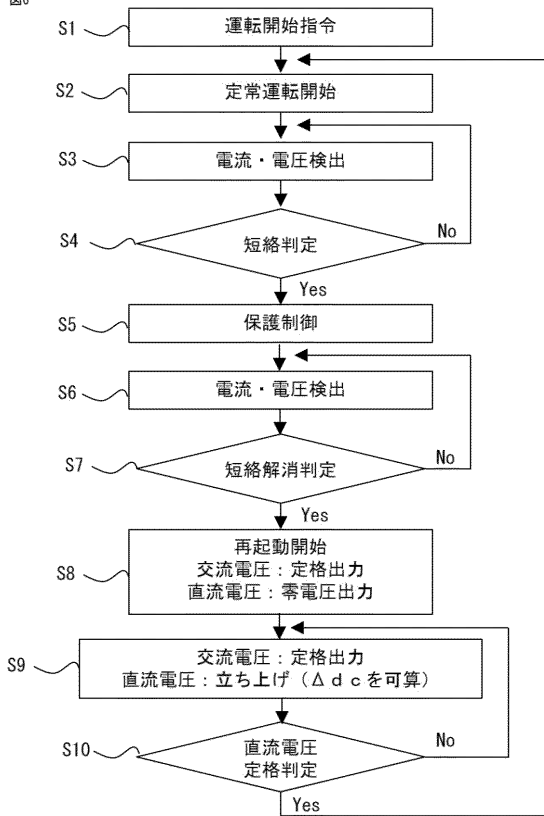 図6
S1
運転開始指令
S2
定常運転開始
S3
電流・電圧検出
S4
短絡判定
No
Yes
S5
保護制御
S6
電流・電圧検出
S7
短絡解消判定
No
Yes
S8
再起動開始
交流電圧:定格出力
直流電圧:零電圧出力
S9
交流電圧:定格出力
直流電圧:立ち上げ(Δdcを可算)
S10
直流電圧
定格判定
No
Yes